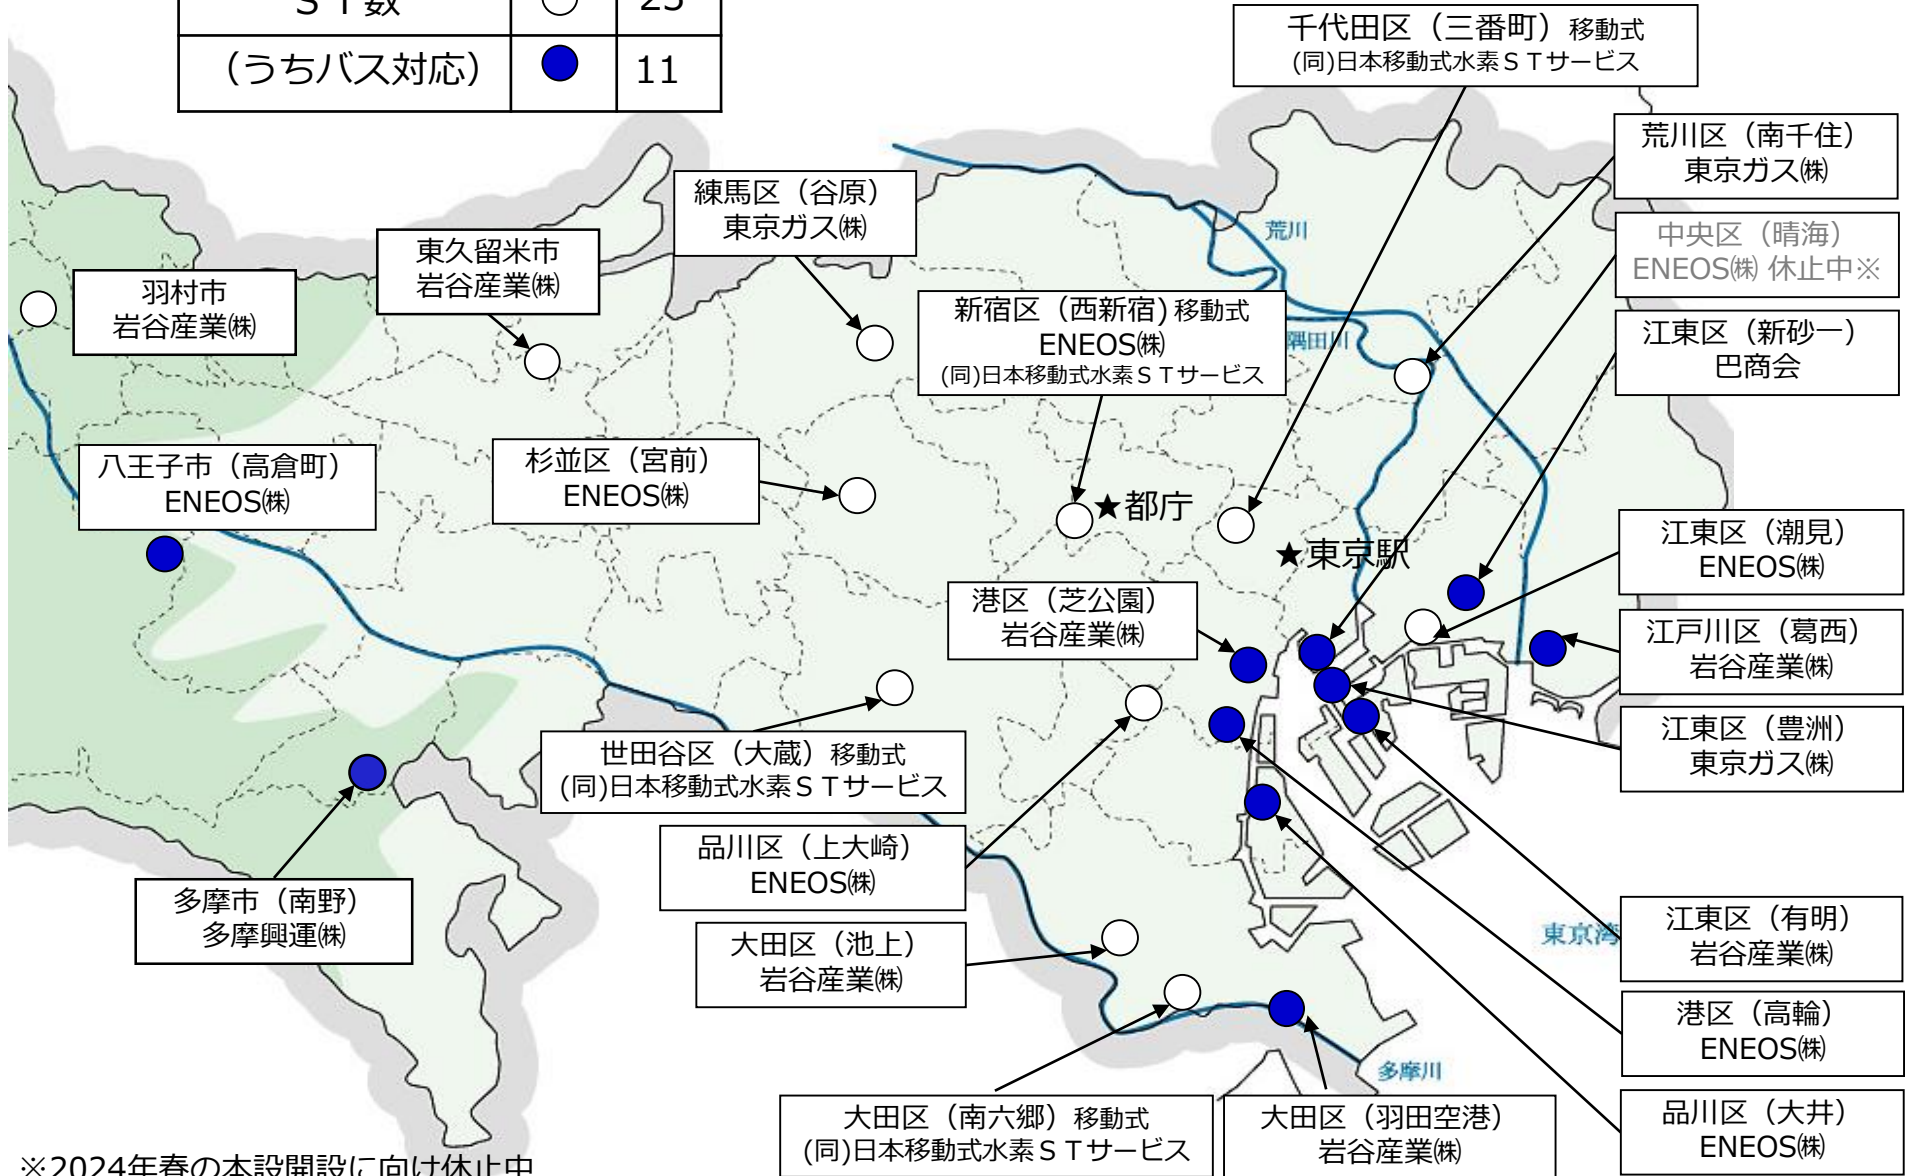 ＳＴ数 ○ 23
（うちバス対応） ● 11
千代田区（三番町）移動式
(同)日本移動式水素ＳＴサービス
荒川区（南千住）
東京ガス㈱
練馬区（谷原）
東京ガス㈱
中央区（晴海）
ENEOS㈱ 休止中※
東久留米市
岩谷産業㈱
荒川
羽村市
岩谷産業㈱
新宿区（西新宿) 移動式
ENEOS㈱
(同)日本移動式水素ＳＴサービス
隅田川
江東区（新砂一）
巴商会
八王子市（高倉町）
ENEOS㈱
杉並区（宮前）
ENEOS㈱
★都庁
★東京駅
江東区（潮見）
ENEOS㈱
港区（芝公園）
岩谷産業㈱
江戸川区（葛西）
岩谷産業㈱
江東区（豊洲）
東京ガス㈱
世田谷区（大蔵）移動式
(同)日本移動式水素ＳＴサービス
品川区（上大崎）
ENEOS㈱
多摩市（南野）
多摩興運㈱
大田区（池上）
岩谷産業㈱
東京湾
江東区（有明）
岩谷産業㈱
港区（高輪）
ENEOS㈱
多摩川
大田区（南六郷）移動式
(同)日本移動式水素ＳＴサービス
大田区（羽田空港）
岩谷産業㈱
品川区（大井）
ENEOS㈱
※2024年春の本設開設に向け休止中